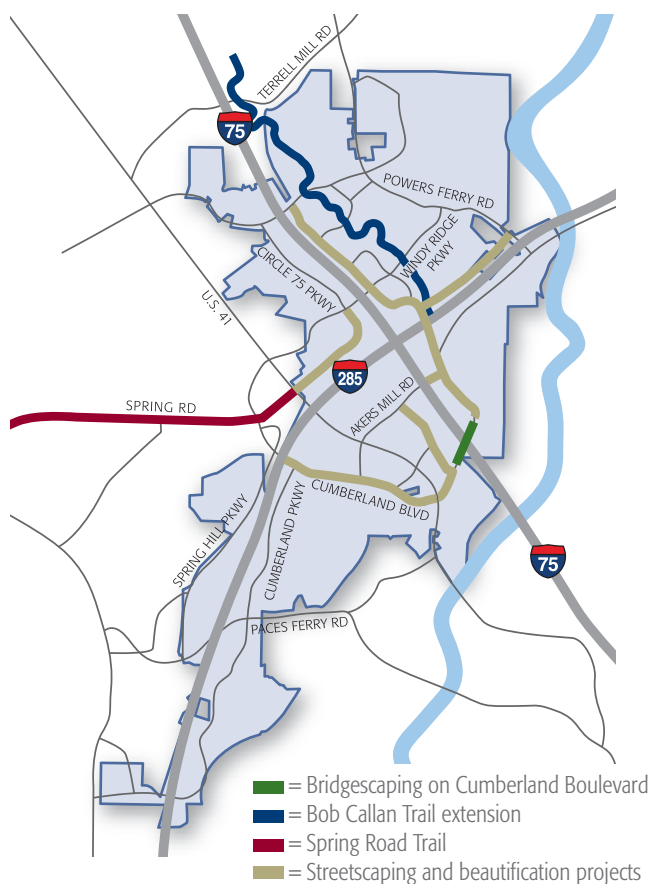 TERRELL MILL RD
75
POWERS FERRY RD
WINDY RIDGE
PKWY
CIRCLE 75 PKWY
U.S. 41
285
SPRING RD
AKERS MILL RD
CUMBERLAND BLVD
SPRING HILL PKWY
CUMBERLAND PKWY
75
PACES FERRY RD
= Bridgescaping on Cumberland Boulevard
= Bob Callan Trail extension
= Spring Road Trail
= Streetscaping and beautification projects